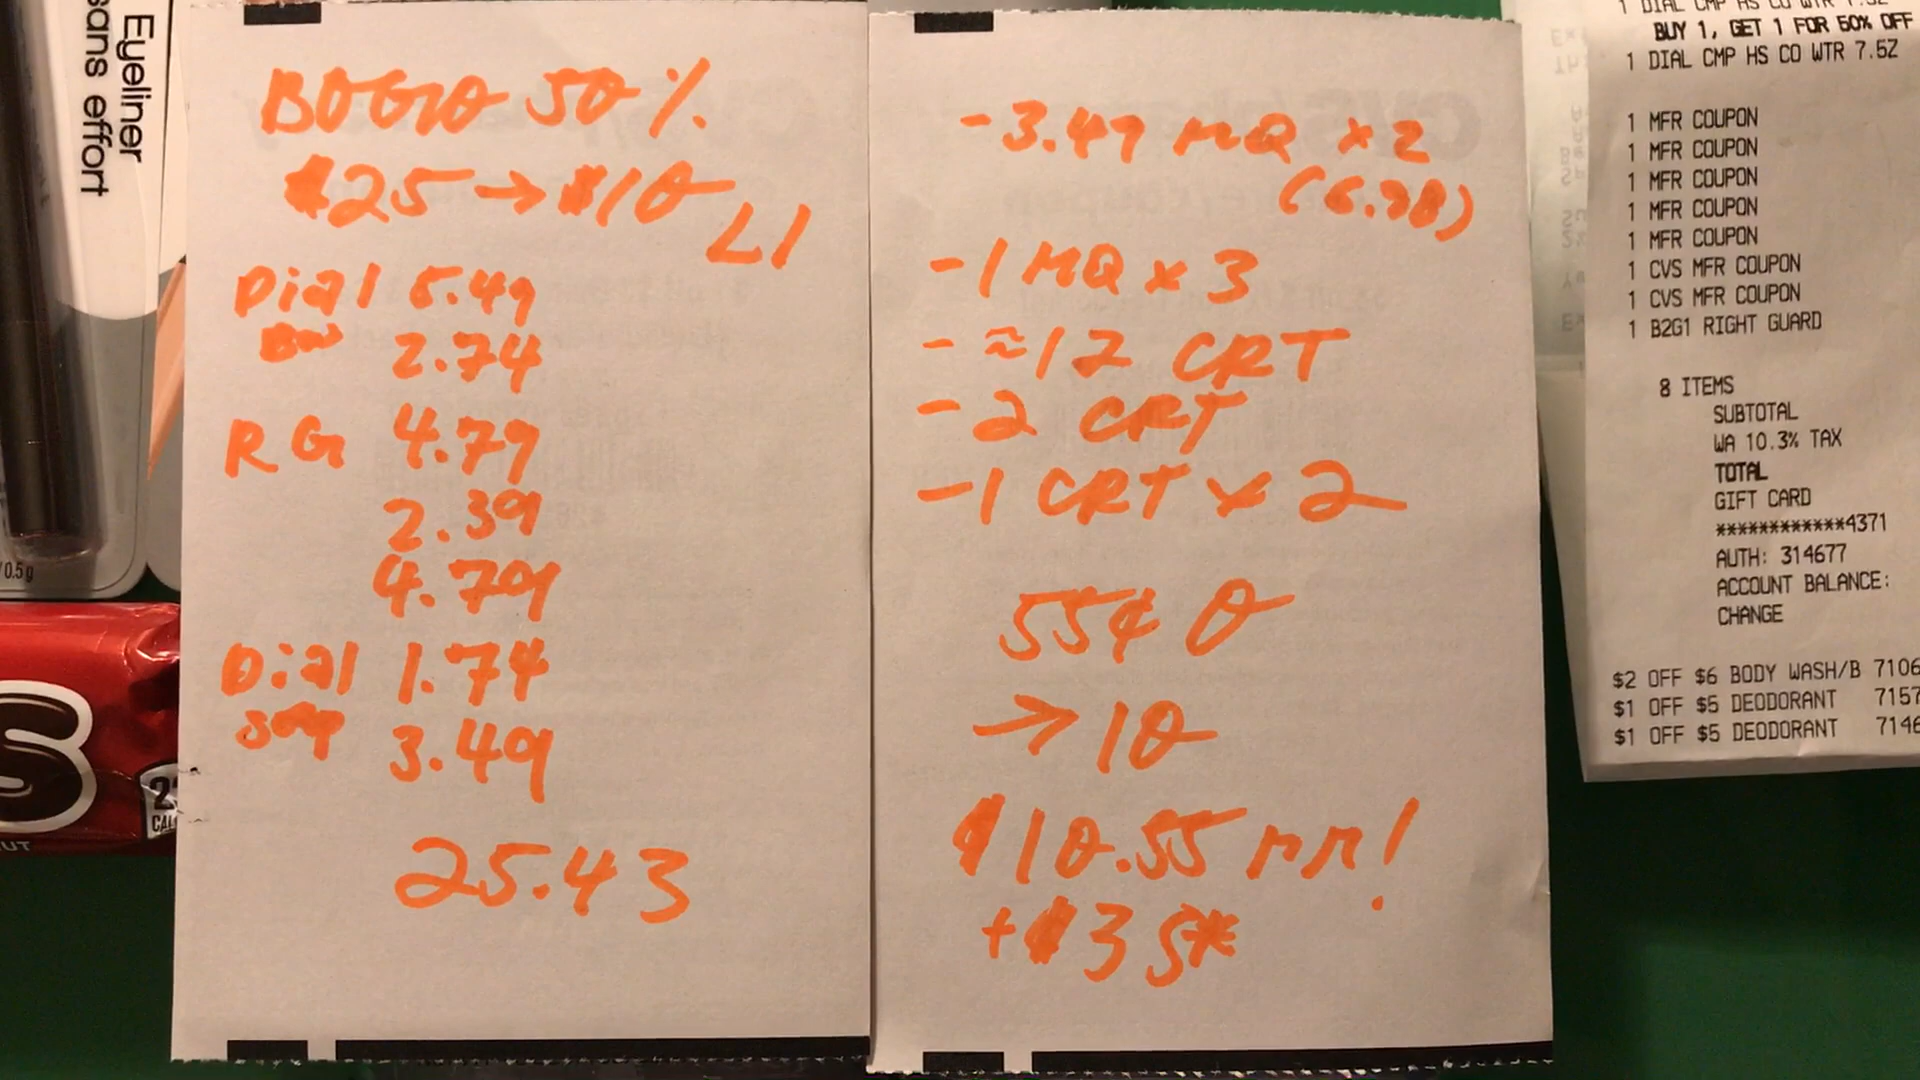 Eyeliner
sans effort
/0.5 g
S
BOGO 50%
$25 → $10
L1
Dial 5.49
BW 2.74
RG 4.79
2.39
4.79
Dial 1.74
Soap 3.49
25.43
-3.49 MQ x 2
(6.98)
-1 MQ x 3
-≈12 CRT
-2 CRT
-1 CRT x 2
55¢ O
→ 10
$10.55 MM!
+$3 S*
1 DIAL CMP HS CO WTR 7.5Z
BUY 1, GET 1 FOR 50% OFF
1 DIAL CMP HS CO WTR 7.5Z
1 MFR COUPON
1 MFR COUPON
1 MFR COUPON
1 MFR COUPON
1 MFR COUPON
1 CVS MFR COUPON
1 CVS MFR COUPON
1 B2G1 RIGHT GUARD
8 ITEMS
SUBTOTAL
WA 10.3% TAX
TOTAL
GIFT CARD
************4371
AUTH: 314677
ACCOUNT BALANCE:
CHANGE
$2 OFF $6 BODY WASH/B 7106
$1 OFF $5 DEODORANT 7157
$1 OFF $5 DEODORANT 7146